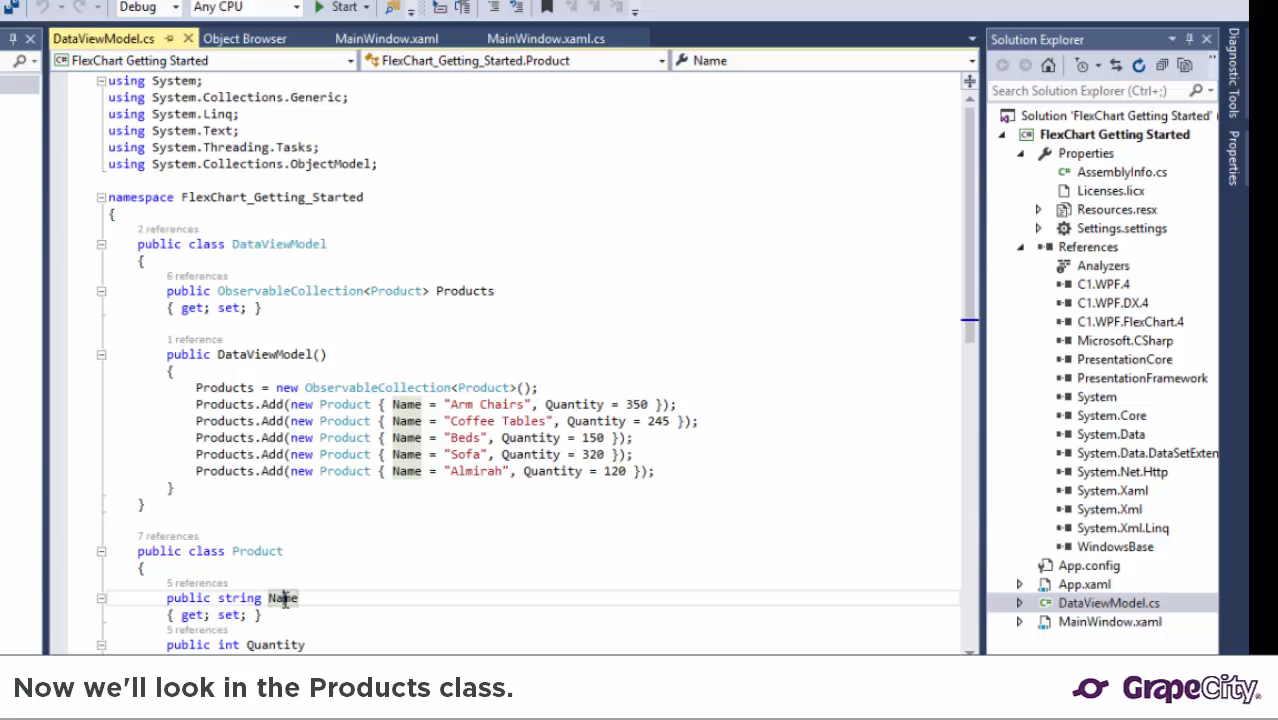 Debug Any CPU Start
DataViewModel.cs Object Browser MainWindow.xaml MainWindow.xaml.cs
FlexChart Getting Started FlexChart_Getting_Started.Product Name
using System;
using System.Collections.Generic;
using System.Linq;
using System.Text;
using System.Threading.Tasks;
using System.Collections.ObjectModel;
namespace FlexChart_Getting_Started
{
2 references
public class DataViewModel
{
6 references
public ObservableCollection<Product> Products
{ get; set; }
1 reference
public DataViewModel()
{
Products = new ObservableCollection<Product>();
Products.Add(new Product { Name = "Arm Chairs", Quantity = 350 });
Products.Add(new Product { Name = "Coffee Tables", Quantity = 245 });
Products.Add(new Product { Name = "Beds", Quantity = 150 });
Products.Add(new Product { Name = "Sofa", Quantity = 320 });
Products.Add(new Product { Name = "Almirah", Quantity = 120 });
}
}
7 references
public class Product
{
5 references
public string Name
{ get; set; }
5 references
public int Quantity
Solution Explorer
Search Solution Explorer (Ctrl+;)
Solution 'FlexChart Getting Started' (
FlexChart Getting Started
Properties
AssemblyInfo.cs
Licenses.licx
Resources.resx
Settings.settings
References
Analyzers
C1.WPF.4
C1.WPF.DX.4
C1.WPF.FlexChart.4
Microsoft.CSharp
PresentationCore
PresentationFramework
System
System.Core
System.Data
System.Data.DataSetExten
System.Net.Http
System.Xaml
System.Xml
System.Xml.Linq
WindowsBase
App.config
App.xaml
DataViewModel.cs
MainWindow.xaml
Diagnostic Tools
Properties
Now we'll look in the Products class.
GrapeCity.